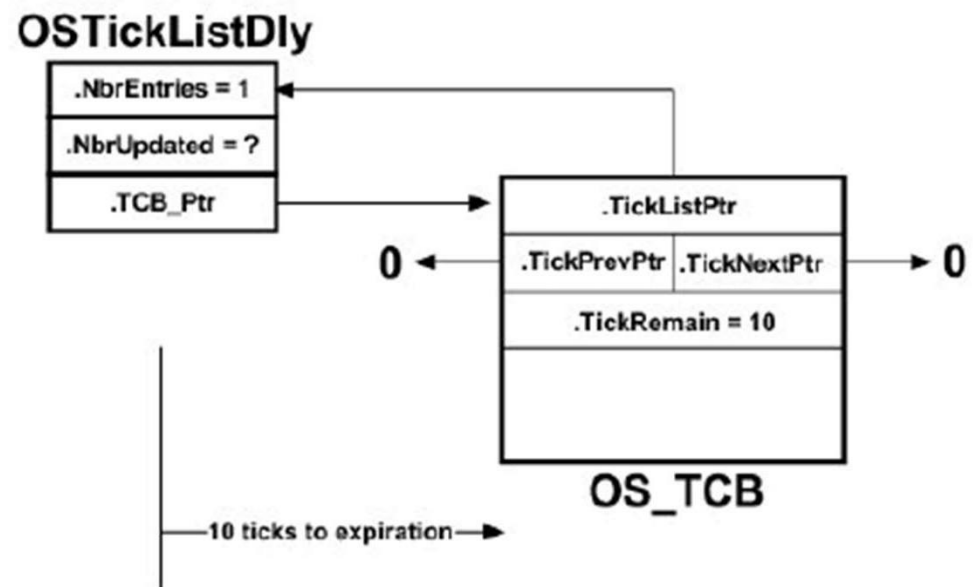 OSTickListDly
.NbrEntries = 1
.NbrUpdated = ?
.TCB_Ptr
.TickListPtr
0
.TickPrevPtr
.TickNextPtr
0
.TickRemain = 10
OS_TCB
10 ticks to expiration